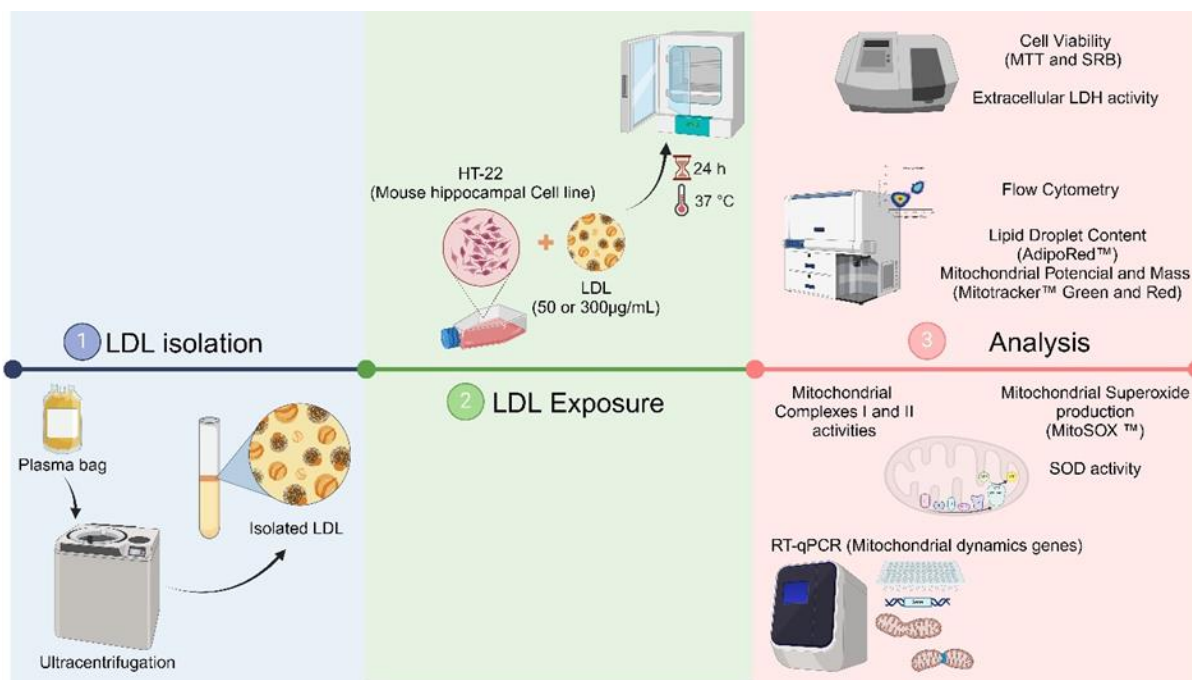 1 LDL isolation
Plasma bag
Isolated LDL
Ultracentrifugation
HT-22
(Mouse hippocampal Cell line)
LDL
(50 or 300µg/mL)
24 h
37 °C
2 LDL Exposure
Cell Viability
(MTT and SRB)
Extracellular LDH activity
Flow Cytometry
Lipid Droplet Content
(AdipoRed™)
Mitochondrial Potencial and Mass
(Mitotracker™ Green and Red)
3 Analysis
Mitochondrial
Complexes I and II
activities
Mitochondrial Superoxide
production
(MitoSOX ™)
SOD activity
RT-qPCR (Mitochondrial dynamics genes)